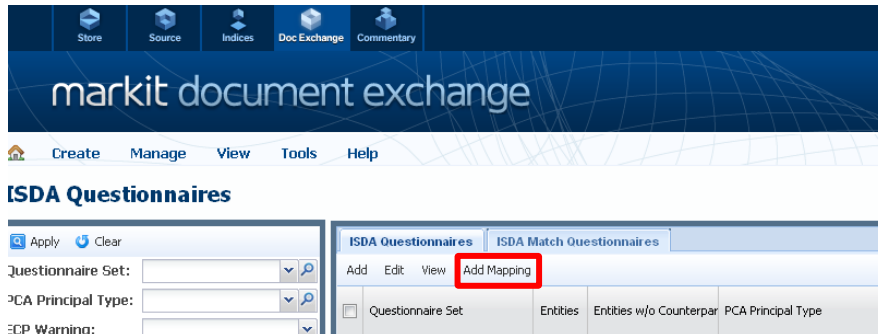 Store Source Indices Doc Exchange Commentary
markit document exchange
Create Manage View Tools Help
ISDA Questionnaires
Apply Clear
ISDA Questionnaires ISDA Match Questionnaires
Questionnaire Set:
Add Edit View Add Mapping
PCA Principal Type:
Questionnaire Set Entities Entities w/o Counterpar PCA Principal Type
ECP Warning: